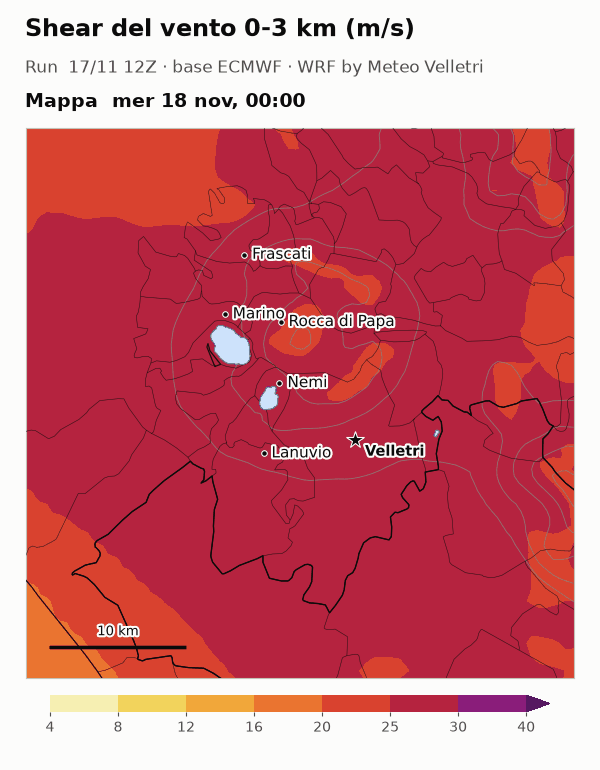 Shear del vento 0-3 km (m/s)
Run  17/11 12Z · base ECMWF · WRF by Meteo Velletri
Mappa  mer 18 nov, 00:00
Frascati
Marino
Rocca di Papa
Nemi
Velletri
Lanuvio
10 km
4 8 12 16 20 25 30 40